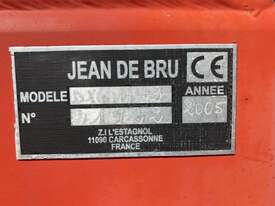 JEAN DE BRU CE
MODELE ANNEE
N° 2005
Z.I L'ESTAGNOL
11090 CARCASSONNE
FRANCE